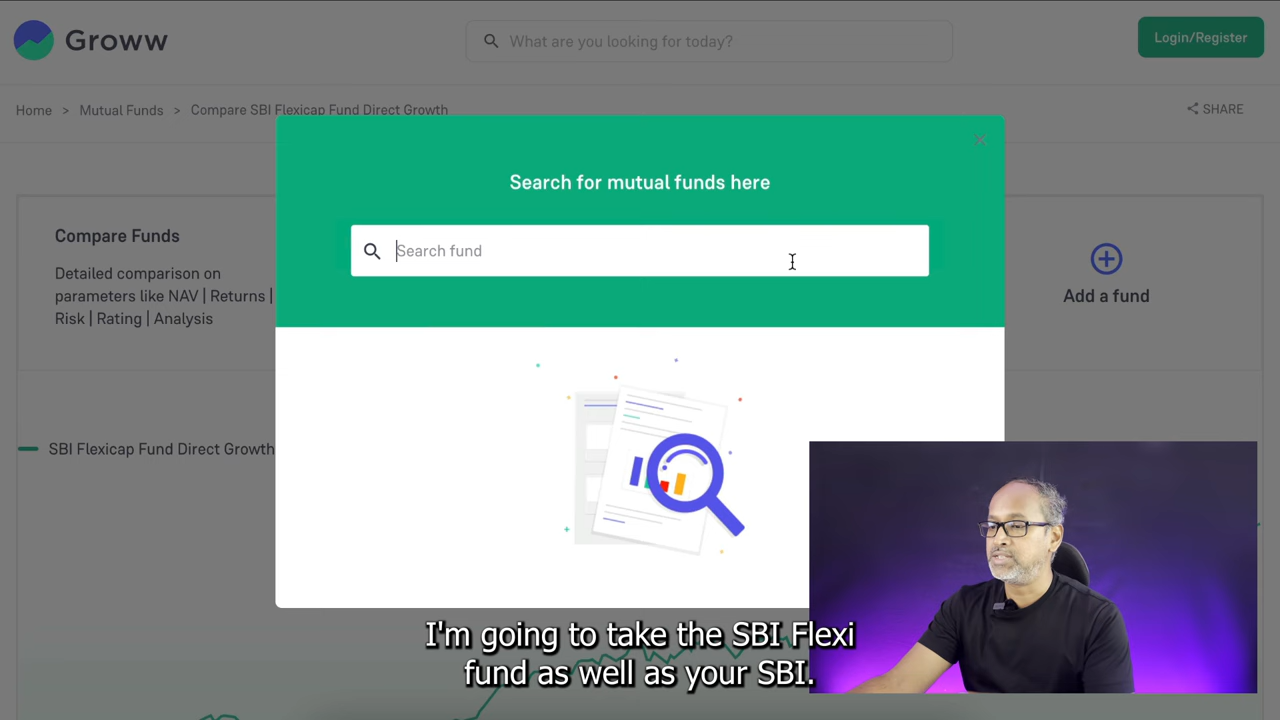 Groww
What are you looking for today?
Login/Register
Home > Mutual Funds > Compare SBI Flexicap Fund Direct Growth
SHARE
Search for mutual funds here
Search fund
Compare Funds
Detailed comparison on
parameters like NAV | Returns |
Risk | Rating | Analysis
Add a fund
SBI Flexicap Fund Direct Growth
I'm going to take the SBI Flexi
fund as well as your SBI.